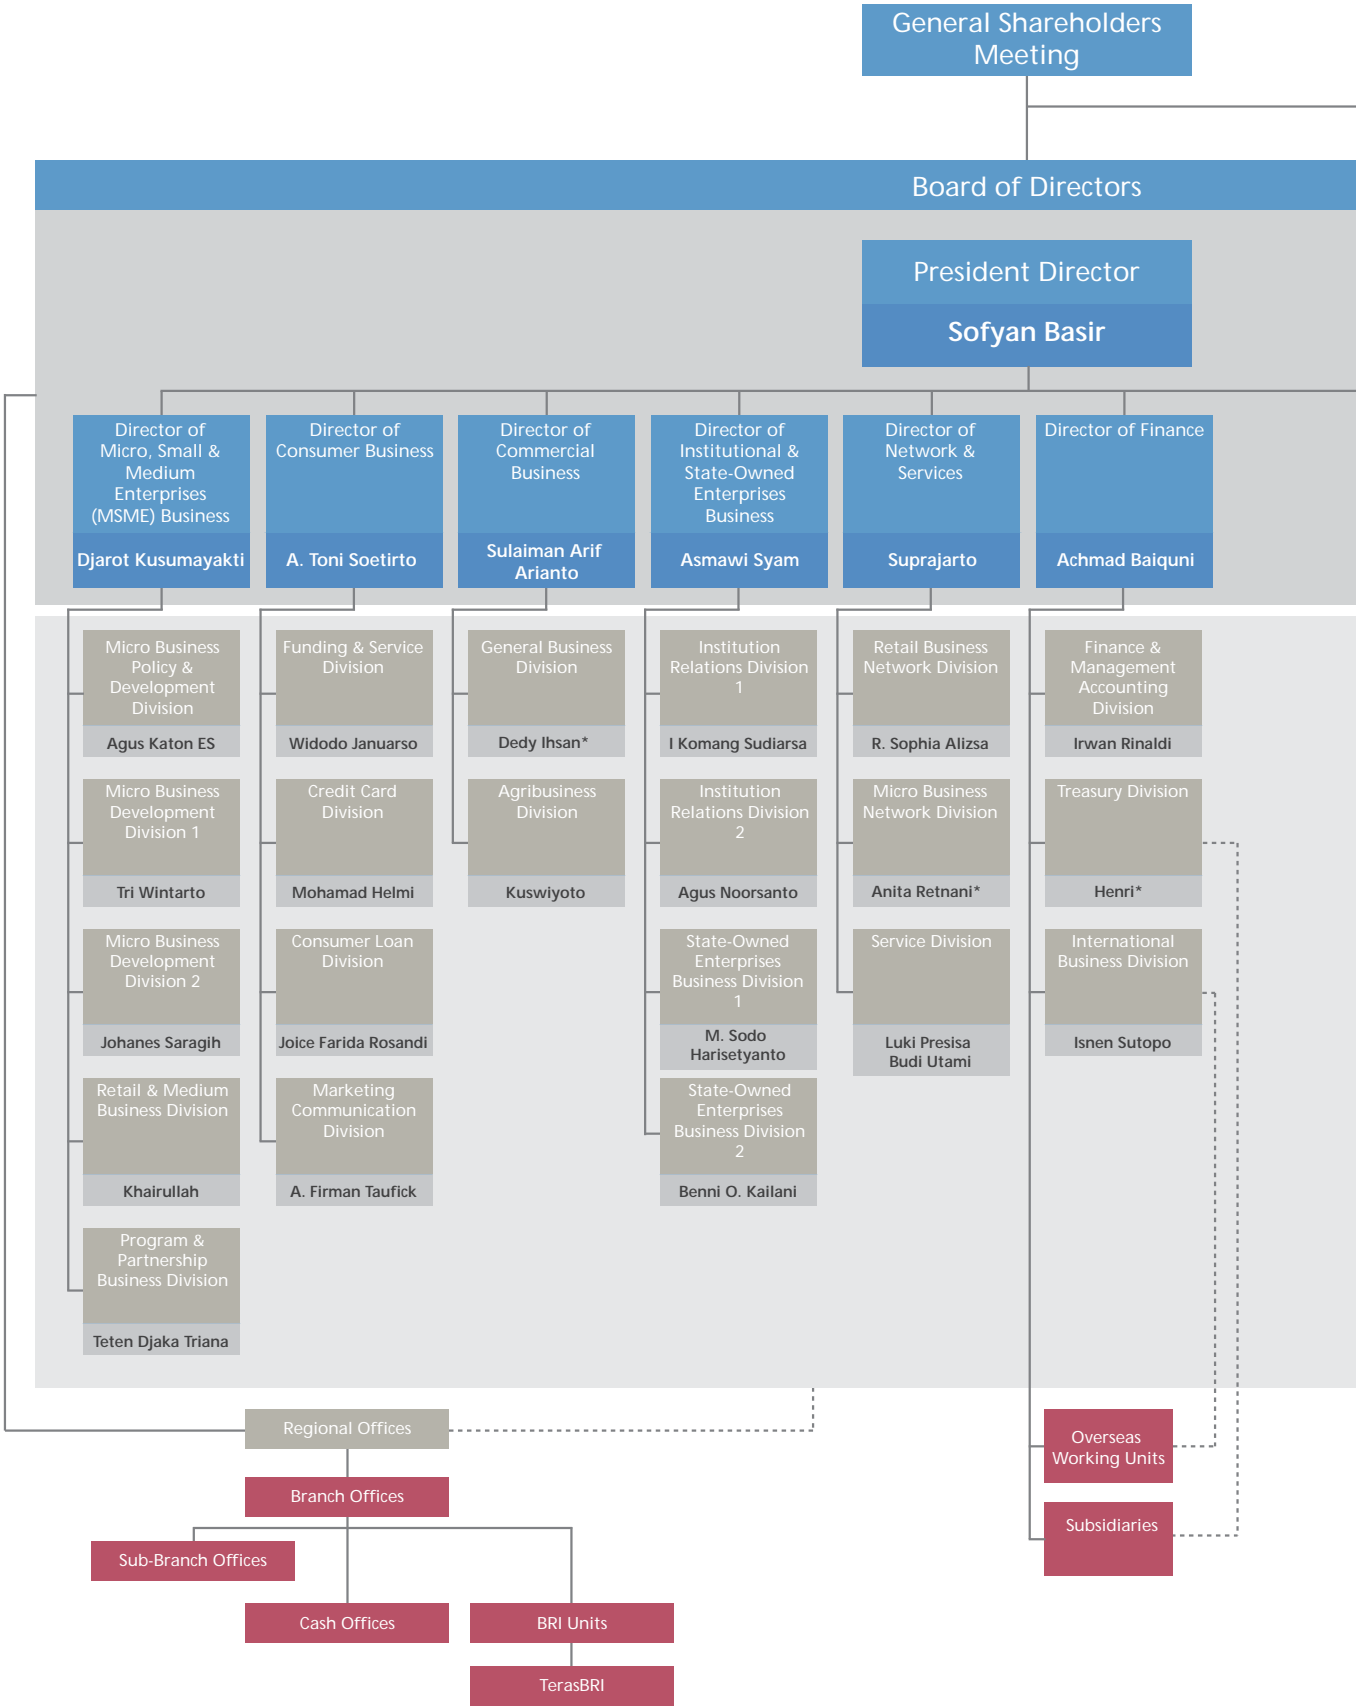 General Shareholders
Meeting
Board of Directors
President Director
Sofyan Basir
Director of
Micro, Small &
Medium
Enterprises
(MSME) Business
Djarot Kusumayakti
Director of
Consumer Business
A. Toni Soetirto
Director of
Commercial
Business
Sulaiman Arif
Arianto
Director of
Institutional &
State-Owned
Enterprises
Business
Asmawi Syam
Director of
Network &
Services
Suprajarto
Director of Finance
Achmad Baiquni
Micro Business
Policy &
Development
Division
Agus Katon ES
Funding & Service
Division
Widodo Januarso
General Business
Division
Dedy Ihsan*
Institution
Relations Division
1
I Komang Sudiarsa
Retail Business
Network Division
R. Sophia Alizsa
Finance &
Management
Accounting
Division
Irwan Rinaldi
Micro Business
Development
Division 1
Tri Wintarto
Credit Card
Division
Mohamad Helmi
Agribusiness
Division
Kuswiyoto
Institution
Relations Division
2
Agus Noorsanto
Micro Business
Network Division
Anita Retnani*
Treasury Division
Henri*
Micro Business
Development
Division 2
Johanes Saragih
Consumer Loan
Division
Joice Farida Rosandi
State-Owned
Enterprises
Business Division
1
M. Sodo
Harisetyanto
Service Division
Luki Presisa
Budi Utami
International
Business Division
Isnen Sutopo
Retail & Medium
Business Division
Khairullah
Marketing
Communication
Division
A. Firman Taufick
State-Owned
Enterprises
Business Division
2
Benni O. Kailani
Program &
Partnership
Business Division
Teten Djaka Triana
Regional Offices
Branch Offices
Sub-Branch Offices
Cash Offices
BRI Units
TerasBRI
Overseas
Working Units
Subsidiaries